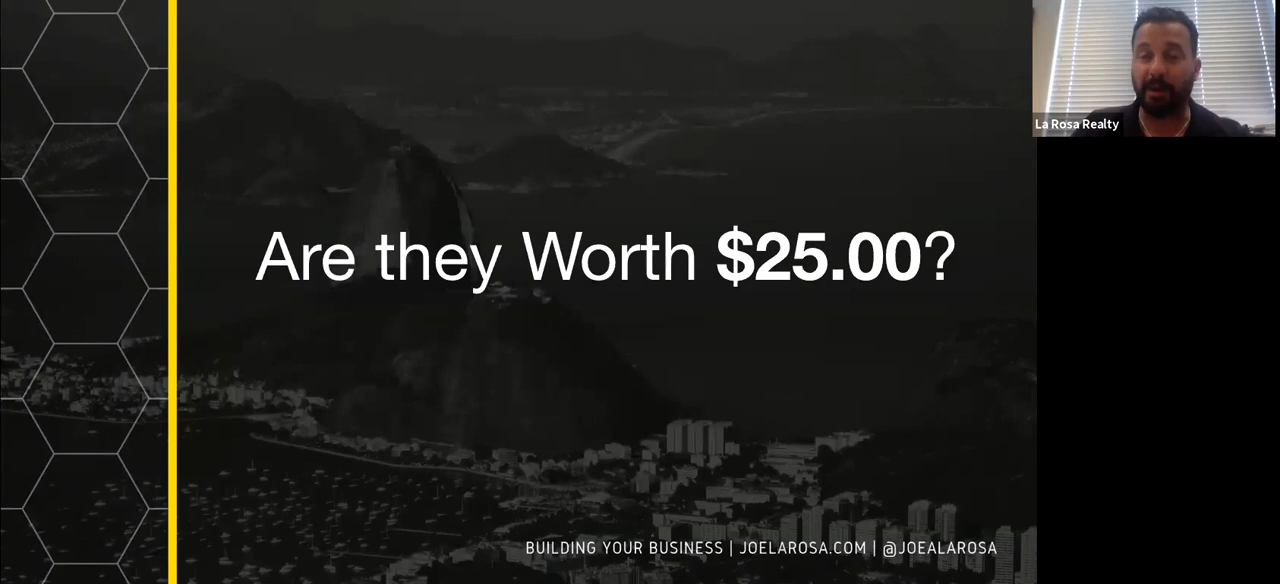 La Rosa Realty
Are they Worth $25.00?
BUILDING YOUR BUSINESS | JOELAROSA.COM | @JOEALAROSA